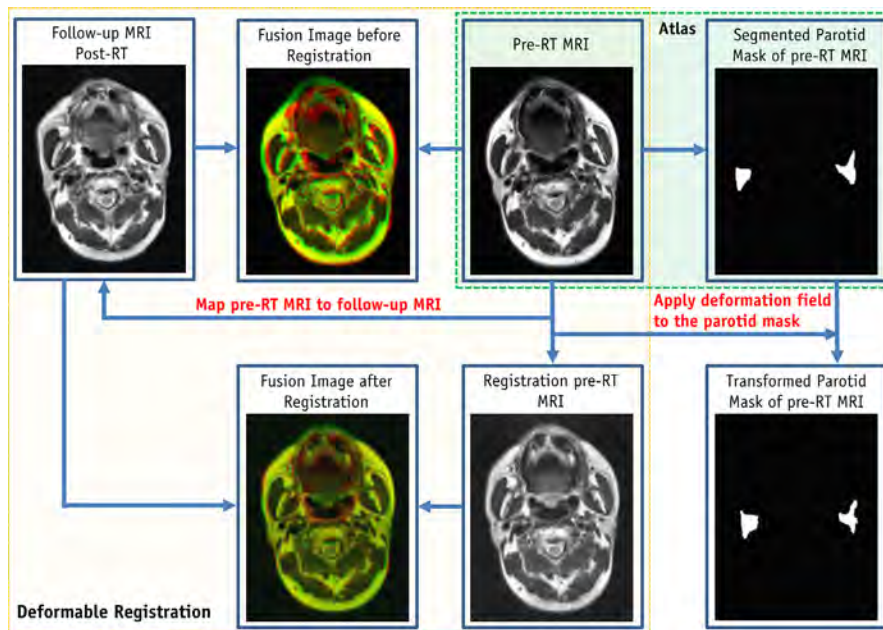 Follow-up MRI
Post-RT
Fusion Image before
Registration
Pre-RT MRI
Atlas
Segmented Parotid
Mask of pre-RT MRI
Map pre-RT MRI to follow-up MRI
Apply deformation field
to the parotid mask
Fusion Image after
Registration
Registration pre-RT
MRI
Transformed Parotid
Mask of pre-RT MRI
Deformable Registration